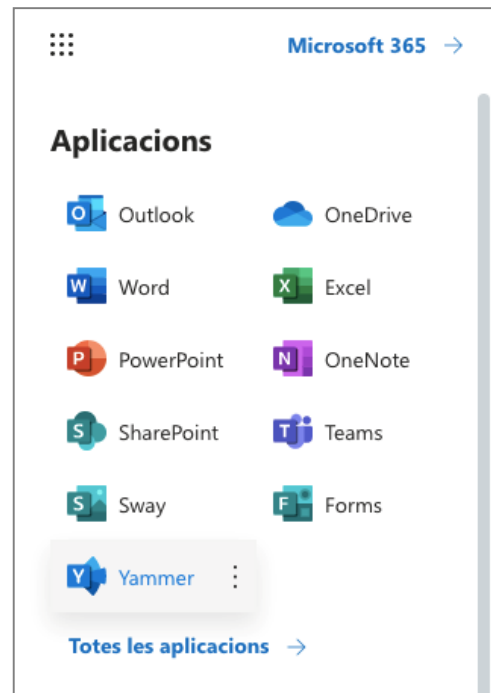 Microsoft 365 →
Aplicacions
O Outlook
OneDrive
W Word
X Excel
P PowerPoint
N OneNote
S SharePoint
T Teams
S Sway
F Forms
Y Yammer
Totes les aplicacions →